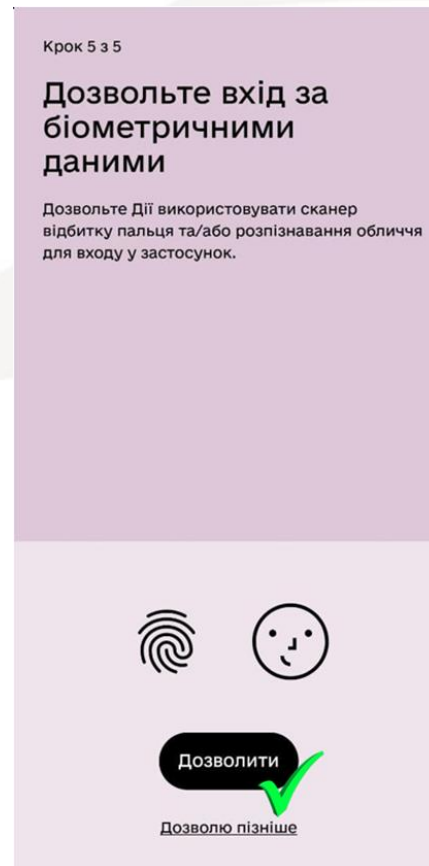 Крок 5 з 5
Дозвольте вхід за
біометричними
даними
Дозвольте Дії використовувати сканер
відбитку пальця та/або розпізнавання обличчя
для входу у застосунок.
Дозволити
Дозволю пізніше